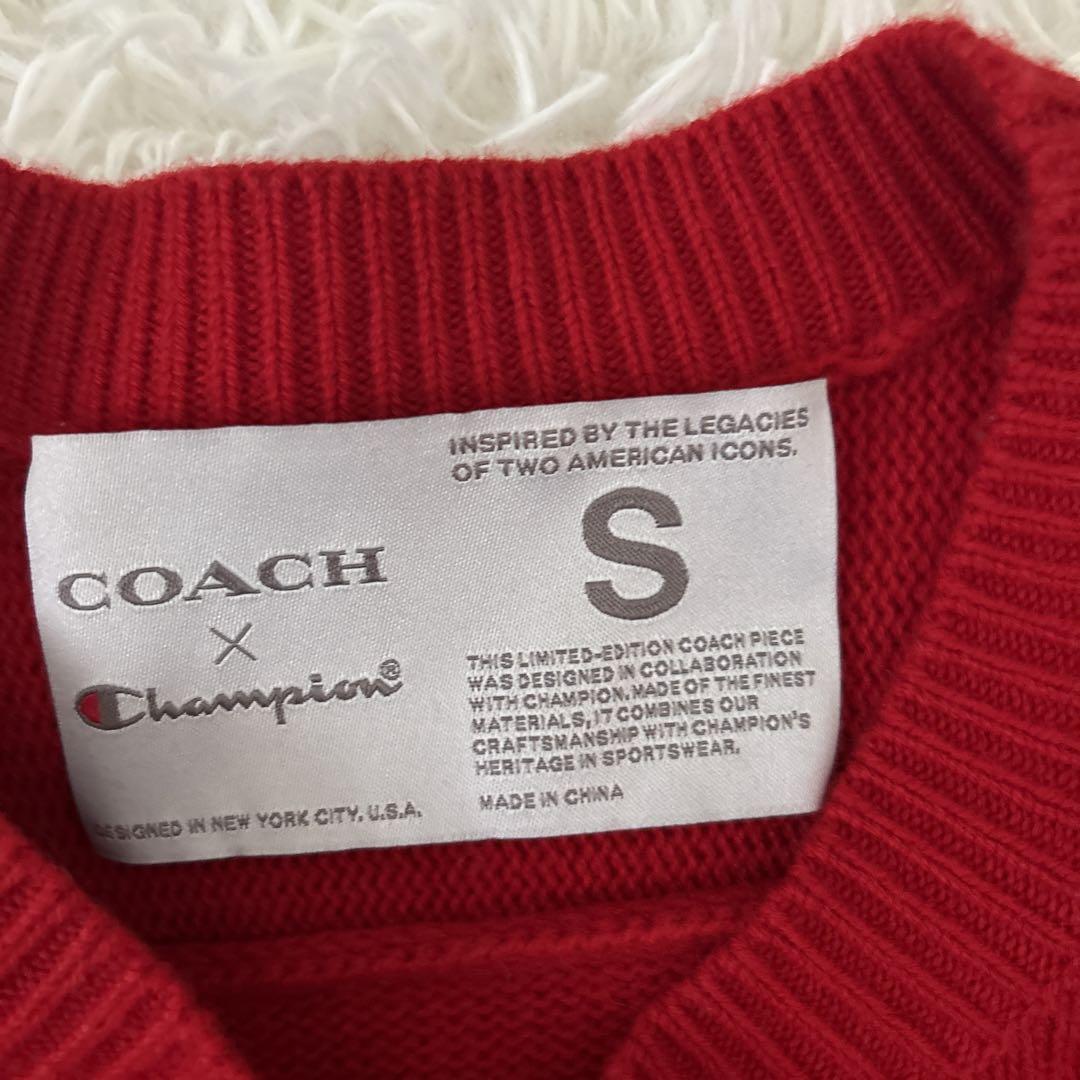 COACH
×
Champion®
DESIGNED IN NEW YORK CITY, U.S.A.
INSPIRED BY THE LEGACIES
OF TWO AMERICAN ICONS.
S
THIS LIMITED-EDITION COACH PIECE
WAS DESIGNED IN COLLABORATION
WITH CHAMPION. MADE OF THE FINEST
MATERIALS, IT COMBINES OUR
CRAFTSMANSHIP WITH CHAMPION'S
HERITAGE IN SPORTSWEAR.
MADE IN CHINA